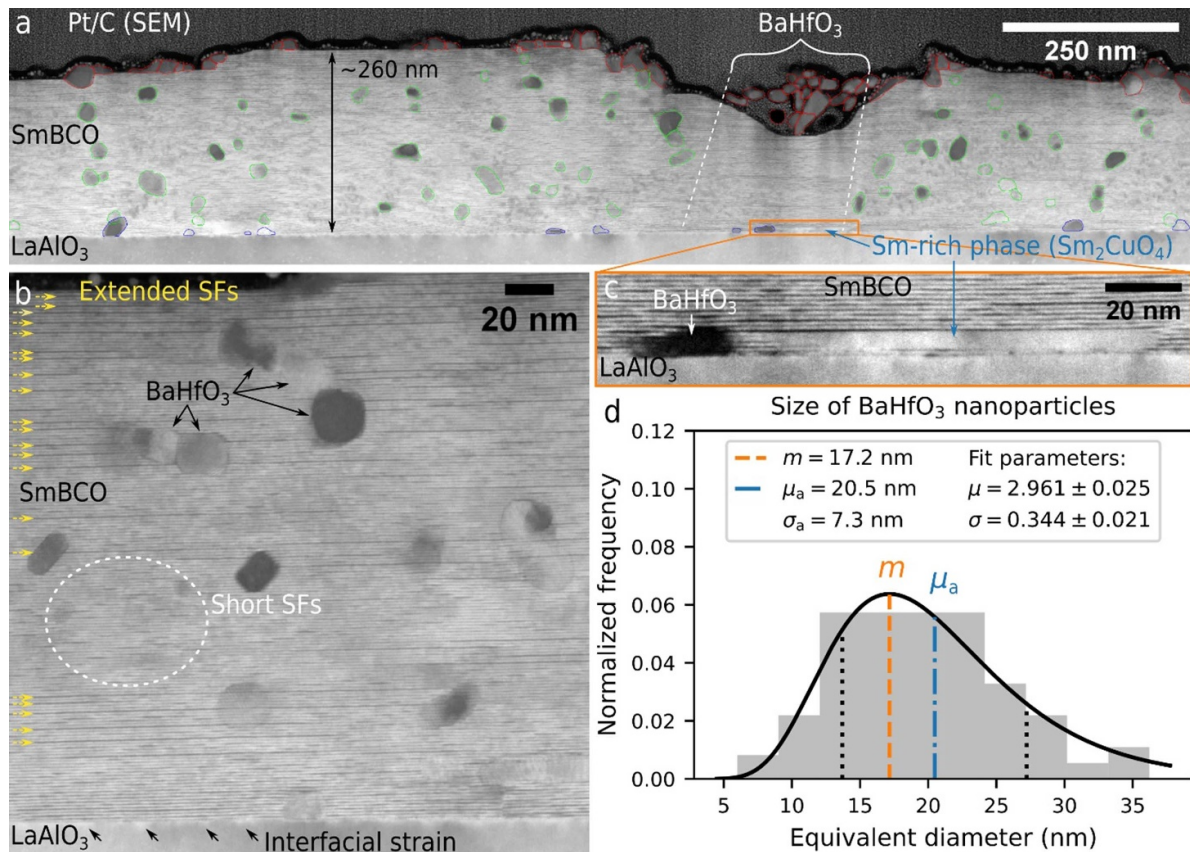 a
Pt/C (SEM)
BaHfO₃
250 nm
~260 nm
SmBCO
LaAlO₃
Sm-rich phase (Sm₂CuO₄)
b
Extended SFs
20 nm
BaHfO₃
SmBCO
Short SFs
LaAlO₃
Interfacial strain
c
SmBCO
BaHfO₃
20 nm
LaAlO₃
d
Size of BaHfO₃ nanoparticles
m = 17.2 nm
μₐ = 20.5 nm
σₐ = 7.3 nm
Fit parameters:
μ = 2.961 ± 0.025
σ = 0.344 ± 0.021
m
μₐ
Normalized frequency
0.12
0.10
0.08
0.06
0.04
0.02
0.00
5 10 15 20 25 30 35
Equivalent diameter (nm)